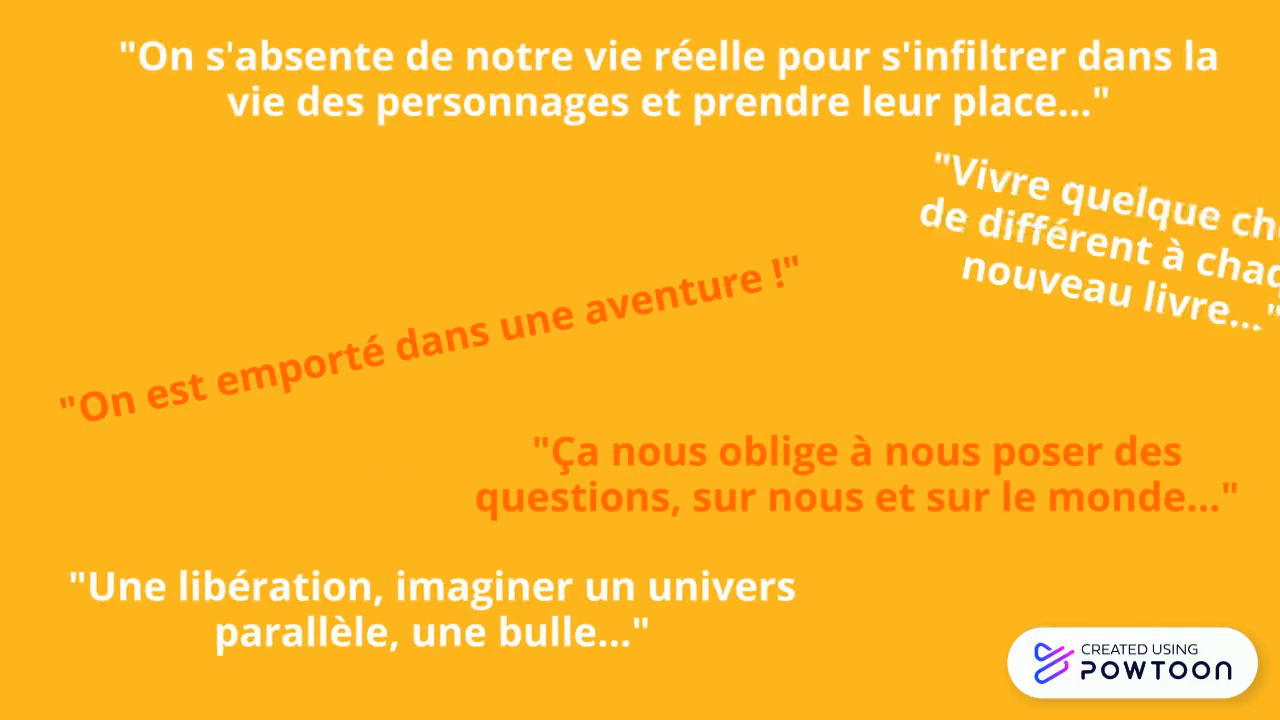 "On s'absente de notre vie réelle pour s'infiltrer dans la
vie des personnages et prendre leur place..."
"Vivre quelque
de différent à
nouveau livre..."
"On est emporté dans une aventure !"
"Ça nous oblige à nous poser des
questions, sur nous et sur le monde..."
"Une libération, imaginer un univers
parallèle, une bulle..."
CREATED USING
POWTOON